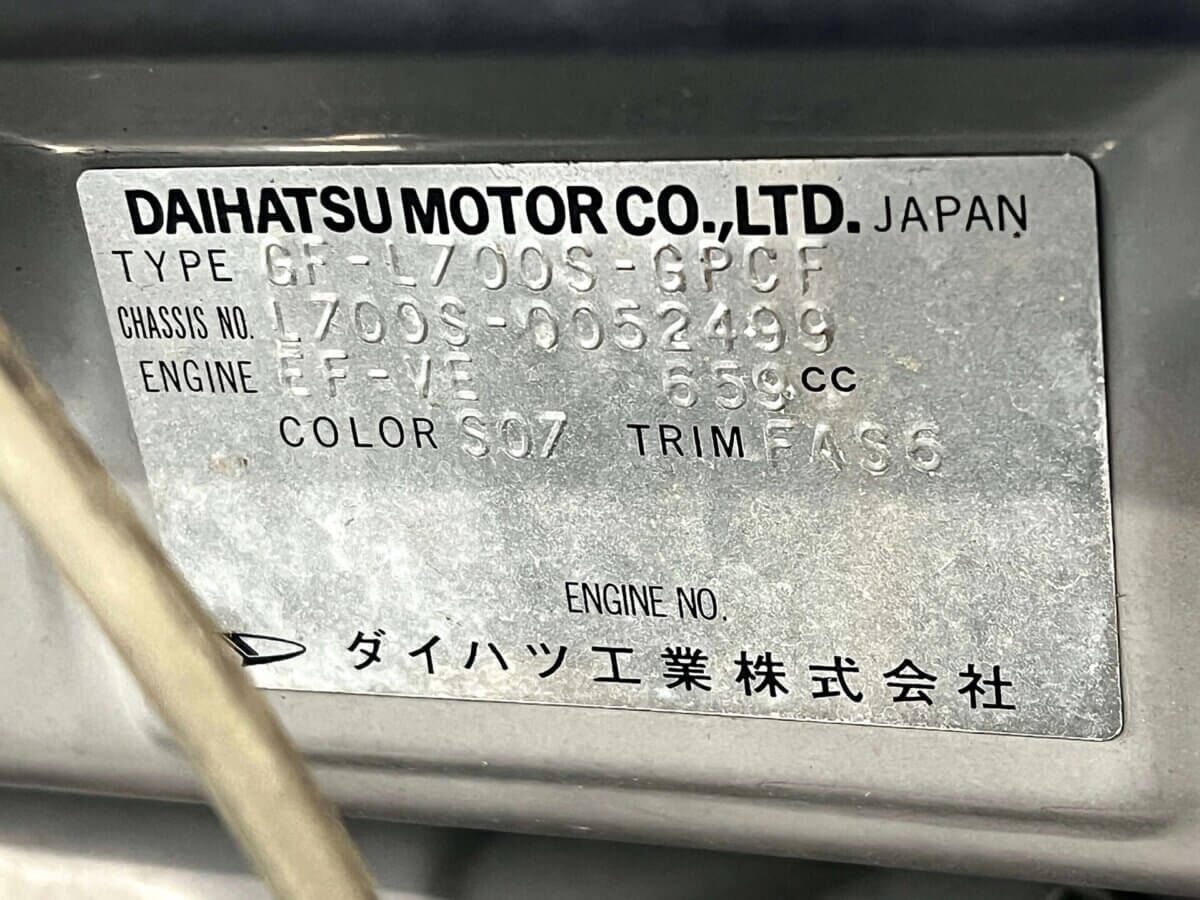 DAIHATSU MOTOR CO.,LTD. JAPAN
TYPE GF-L700S-GPCF
CHASSIS NO. L700S-0052499
ENGINE EF-VE 659 CC
COLOR S07 TRIM FAS6
ENGINE NO.
ダイハツ工業株式会社